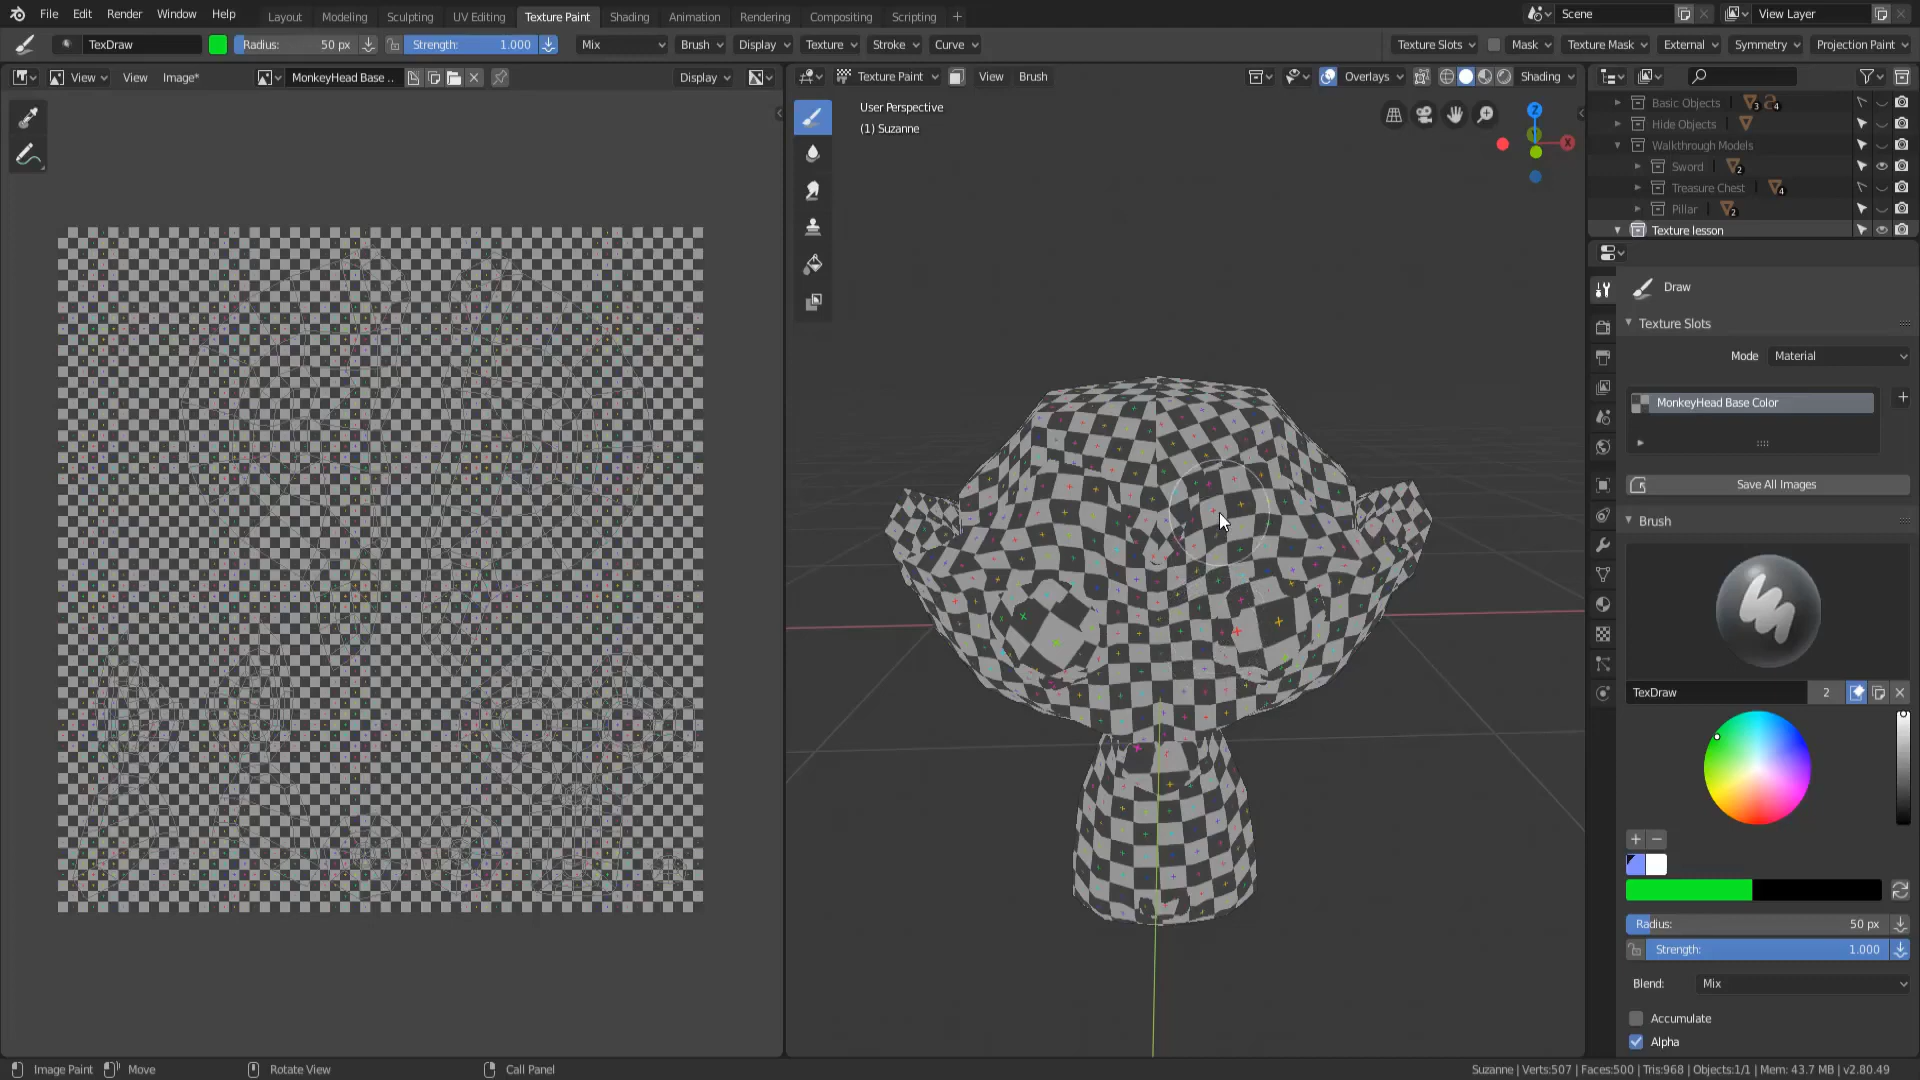 File Edit Render Window Help Layout Modeling Sculpting UV Editing Texture Paint Shading Animation Rendering Compositing Scripting + Scene View Layer
TexDraw Radius: 50 px Strength: 1.000 Mix Brush Display Texture Stroke Curve Texture Slots Mask Texture Mask External Symmetry Projection Paint
View View Image* MonkeyHead Base .. Display Texture Paint View Brush Overlays Shading
User Perspective
(1) Suzanne
Z
Y
X
Basic Objects 3 4
Hide Objects
Walkthrough Models
Sword 2
Treasure Chest 4
Pillar 2
Texture lesson
Draw
Texture Slots
Mode Material
MonkeyHead Base Color
Save All Images
Brush
TexDraw 2
Radius: 50 px
Strength: 1.000
Blend: Mix
Accumulate
Alpha
Image Paint Move Rotate View Call Panel Suzanne | Verts:507 | Faces:500 | Tris:968 | Objects:1/1 | Mem: 43.7 MB | v2.80.49